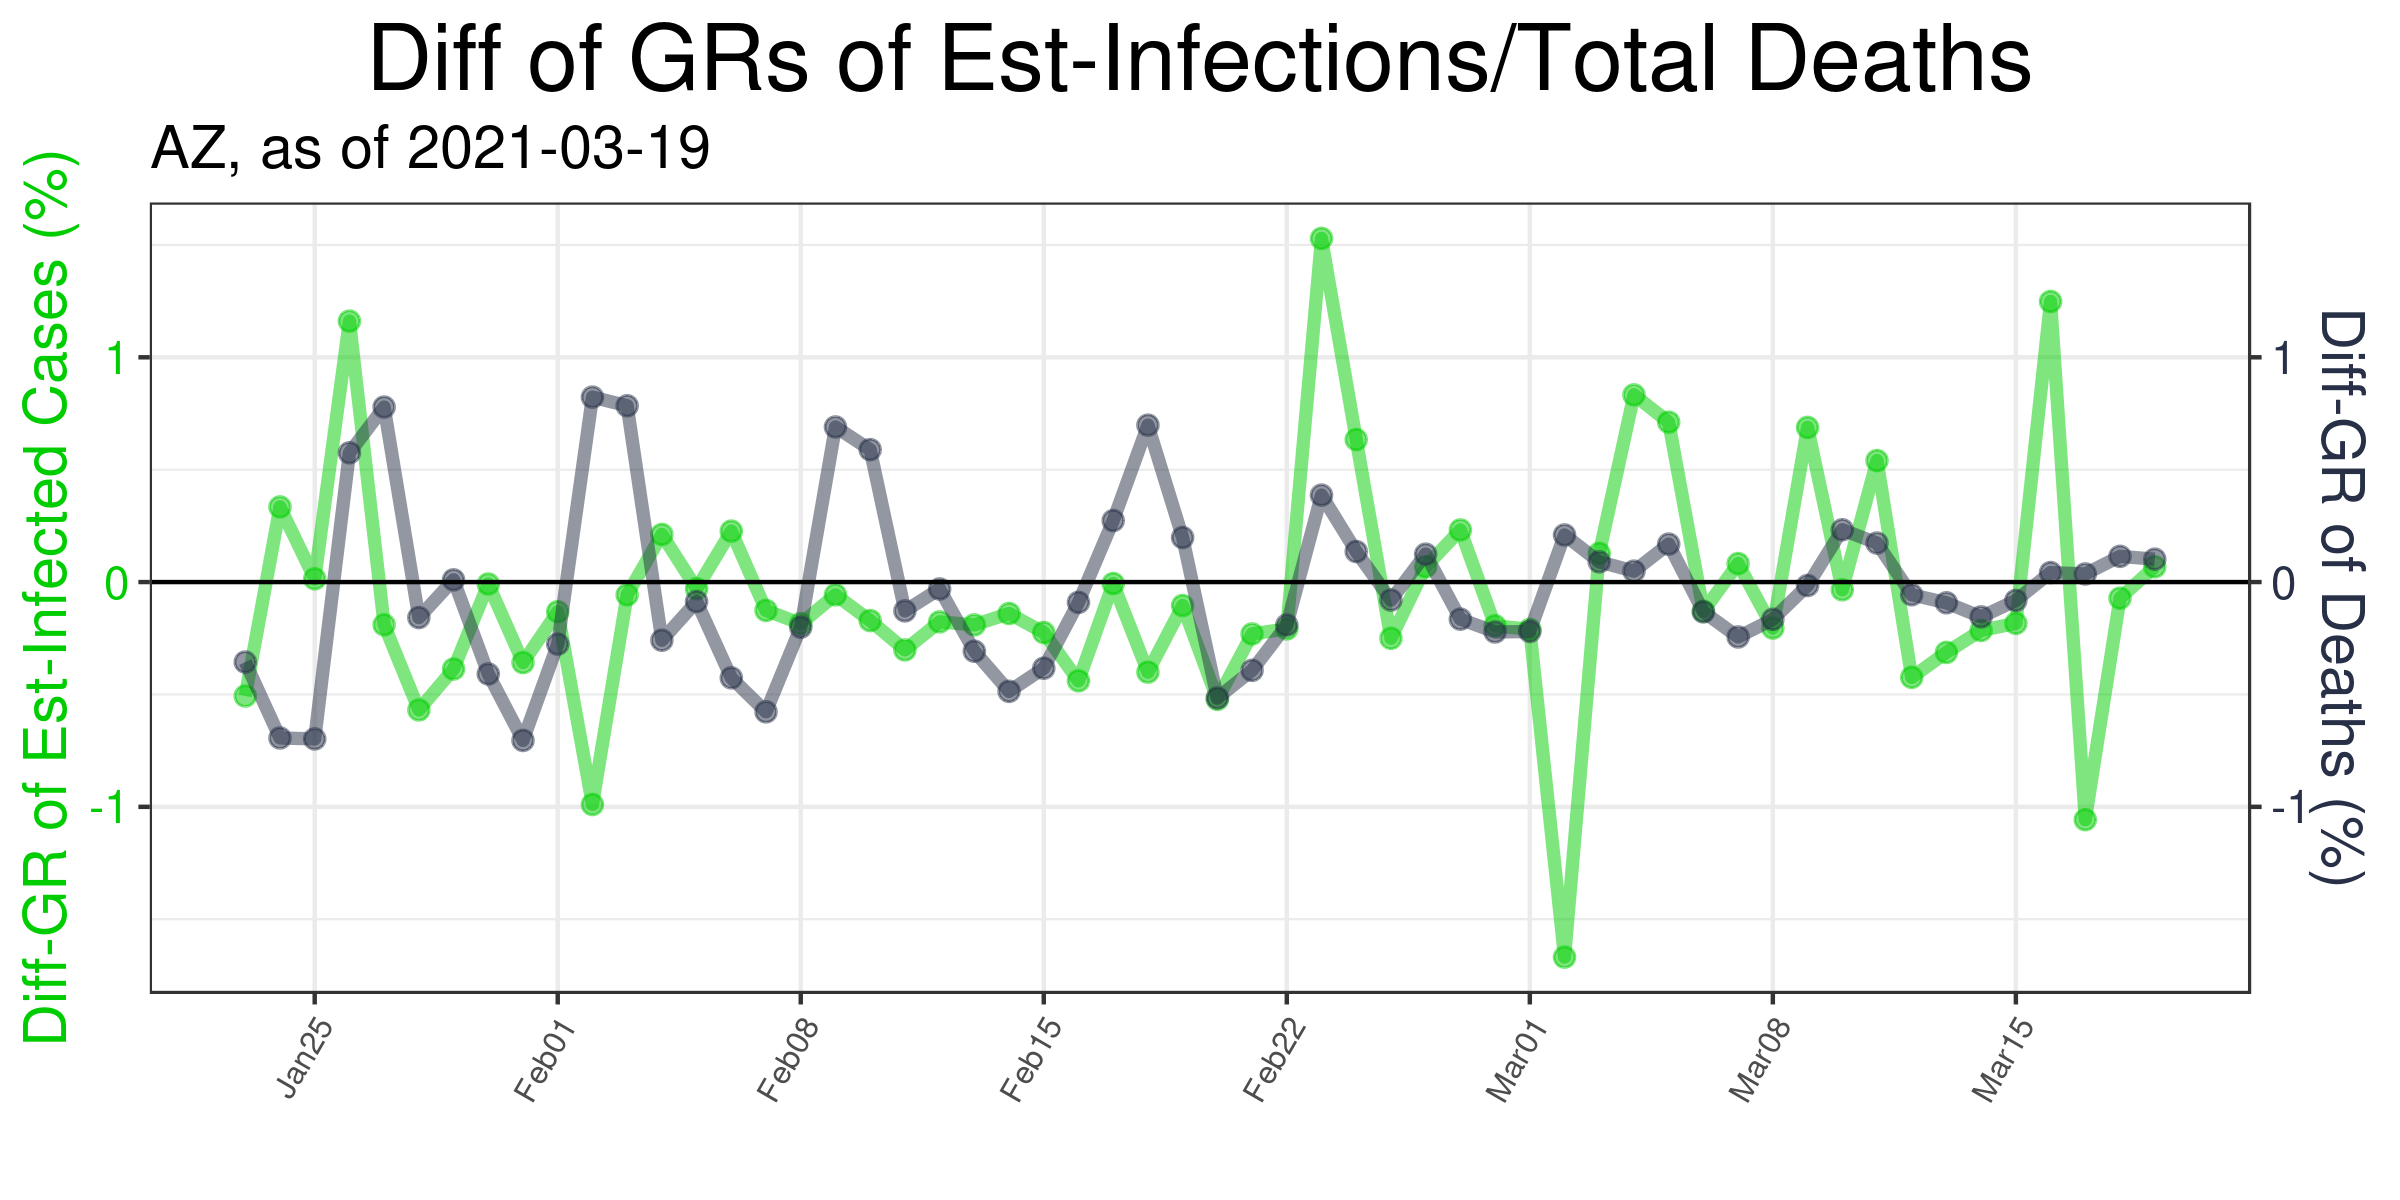 Diff of GRs of Est-Infections/Total Deaths
AZ, as of 2021-03-19
Diff-GR of Est-Infected Cases (%)
1
0
-1
1
0
-1
Diff-GR of Deaths (%)
Jan25
Feb01
Feb08
Feb15
Feb22
Mar01
Mar08
Mar15